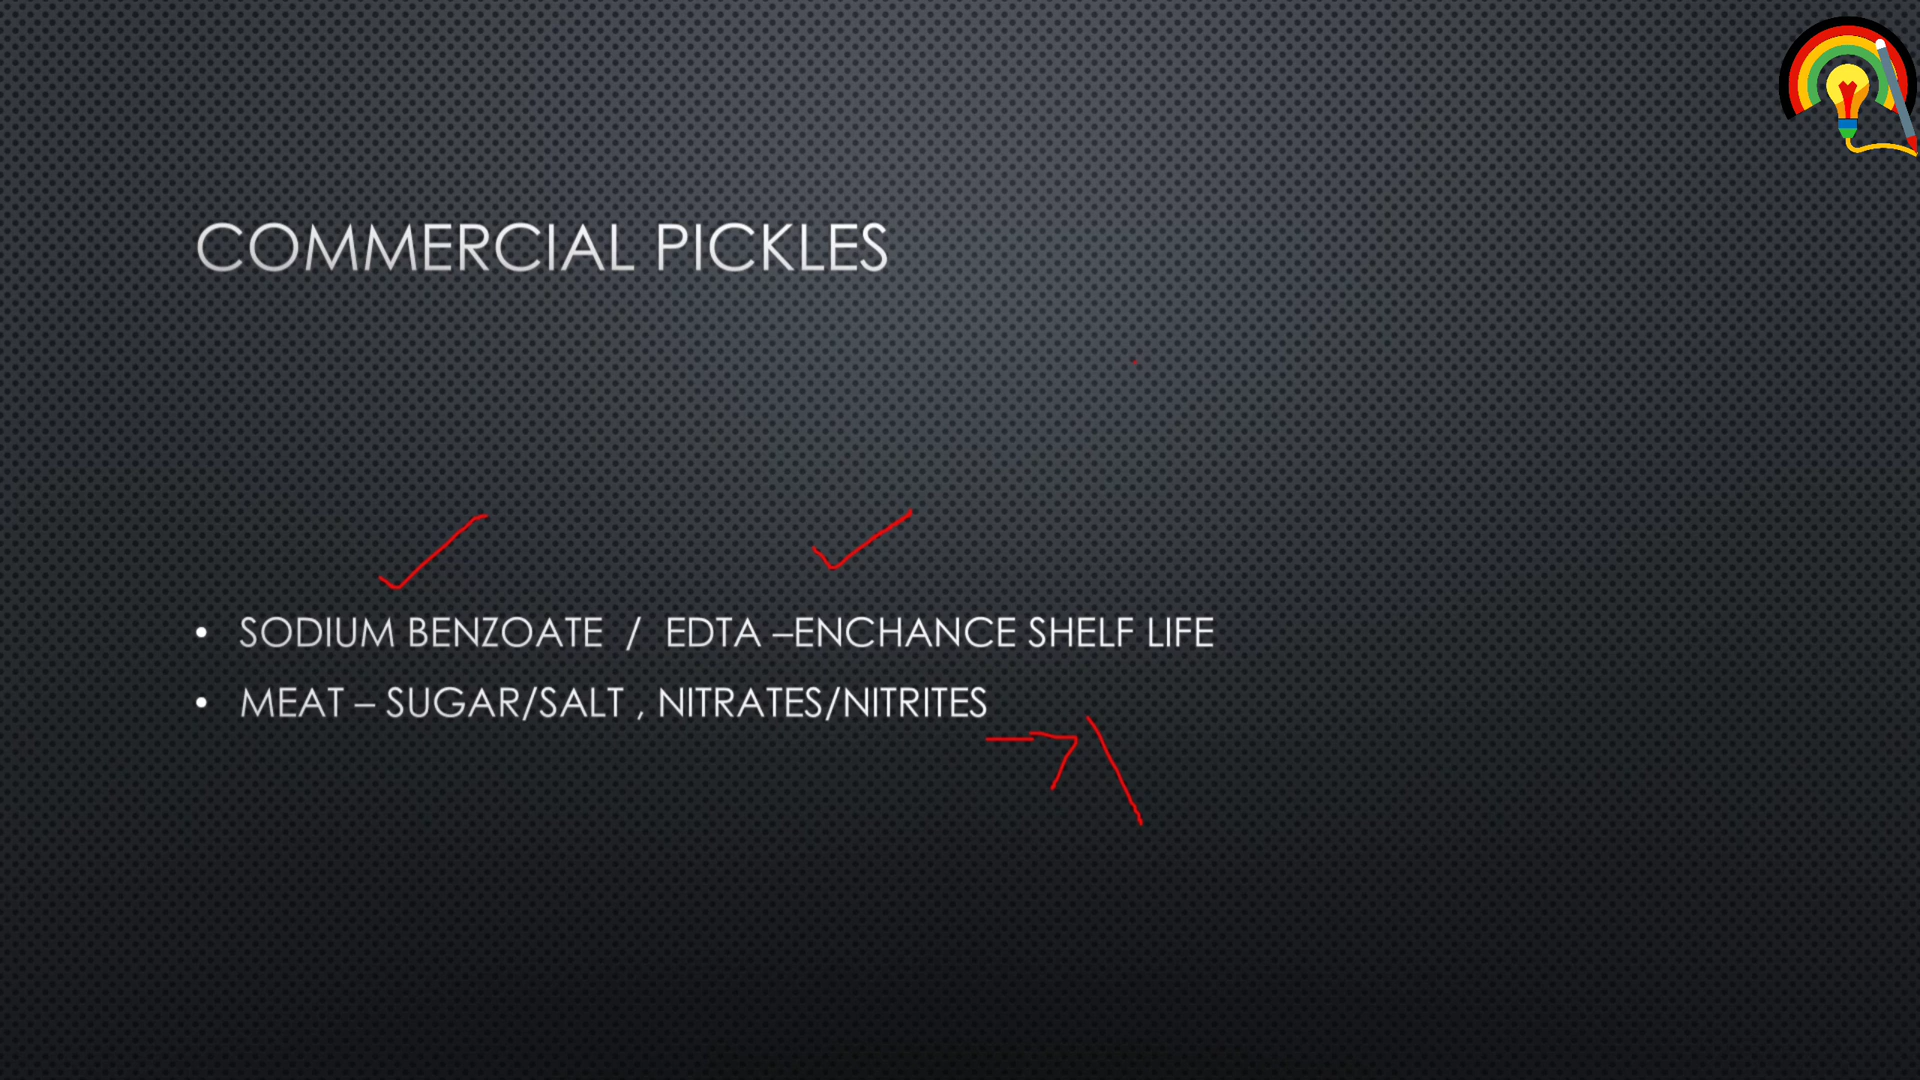 COMMERCIAL PICKLES
• SODIUM BENZOATE / EDTA –ENCHANCE SHELF LIFE
• MEAT – SUGAR/SALT , NITRATES/NITRITES